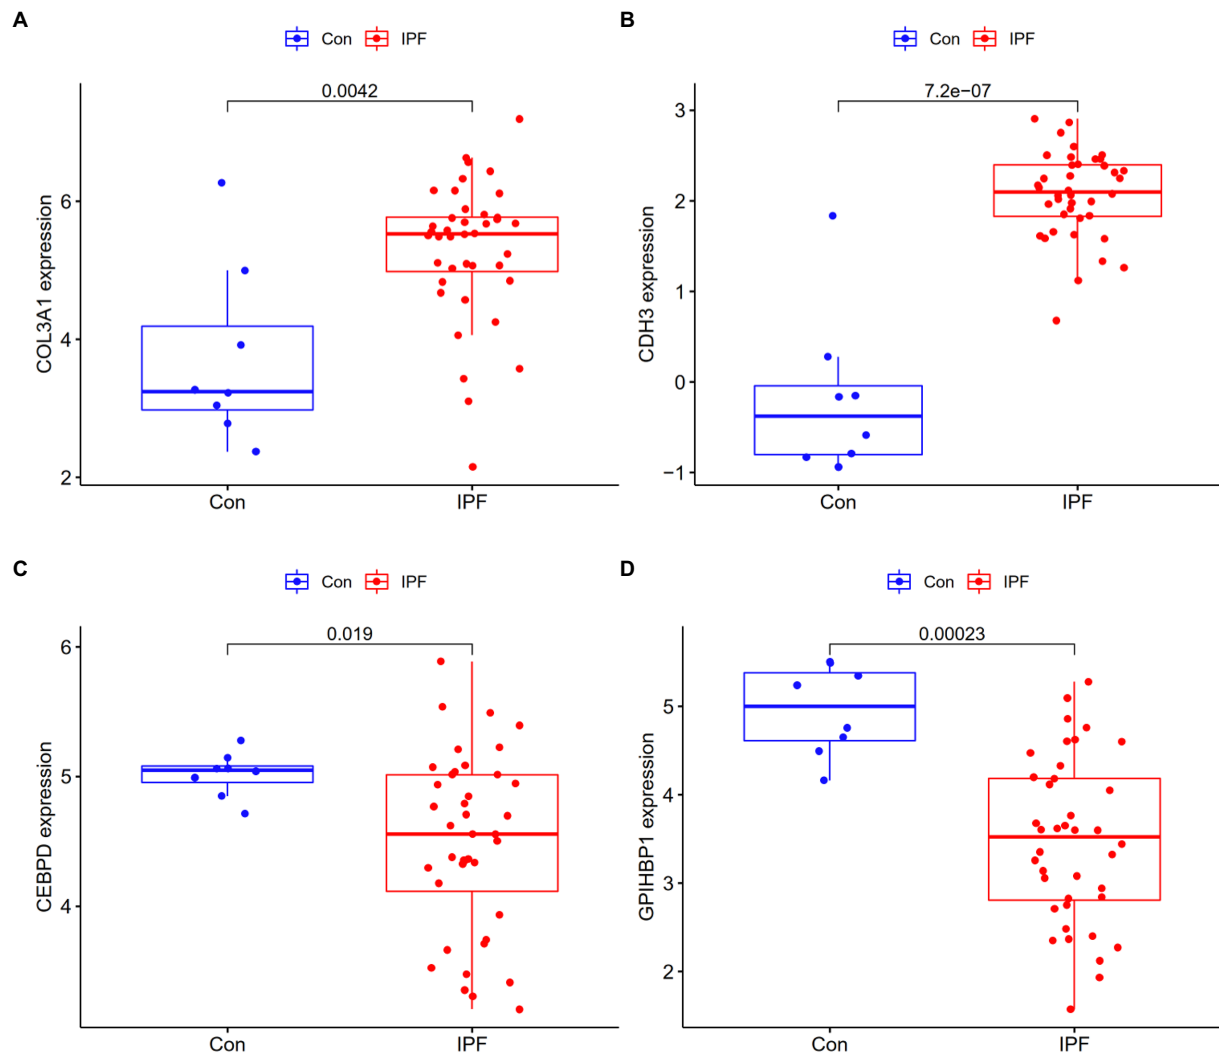 A
Con IPF
0.0042
COL3A1 expression
6
4
2
Con IPF
B
Con IPF
7.2e−07
CDH3 expression
3
2
1
0
−1
Con IPF
C
Con IPF
0.019
CEBPD expression
6
5
4
Con IPF
D
Con IPF
0.00023
GPIHBP1 expression
5
4
3
2
Con IPF